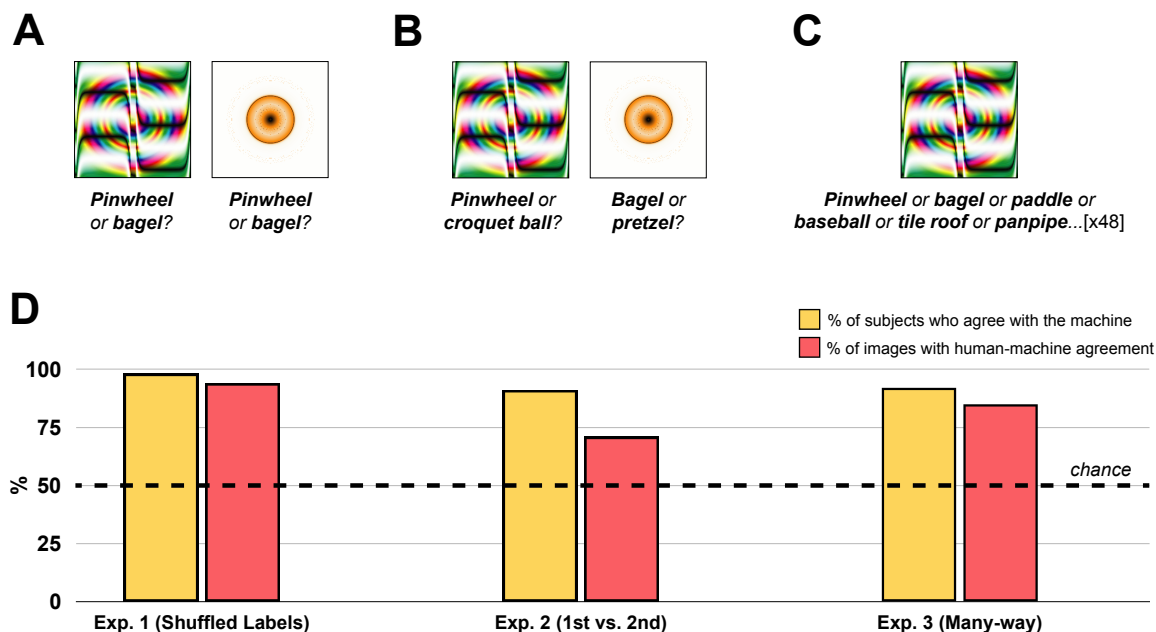 A
B
C
Pinwheel
or bagel?
Pinwheel
or bagel?
Pinwheel or
croquet ball?
Bagel or
pretzel?
Pinwheel or bagel or paddle or
baseball or tile roof or panpipe...[x48]
D
% of subjects who agree with the machine
% of images with human-machine agreement
100
75
50
25
0
%
chance
Exp. 1 (Shuffled Labels)
Exp. 2 (1st vs. 2nd)
Exp. 3 (Many-way)